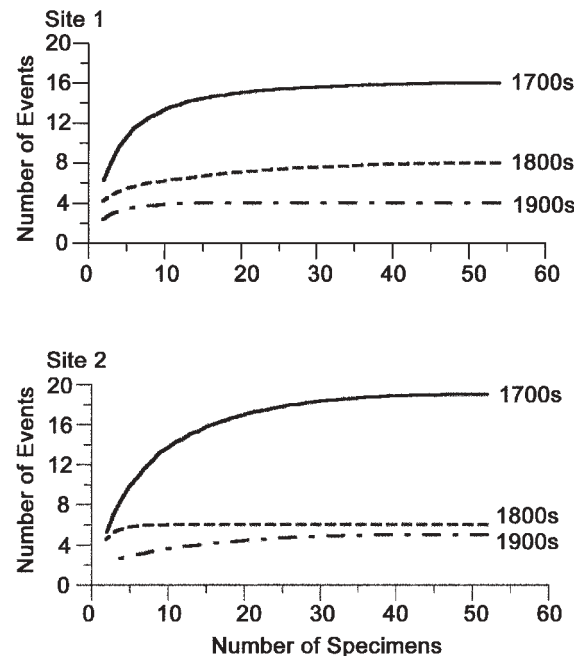 Site 1
Number of Events
20
16
12
8
4
0
1700s
1800s
1900s
0 10 20 30 40 50 60
Site 2
Number of Events
20
16
12
8
4
0
1700s
1800s
1900s
0 10 20 30 40 50 60
Number of Specimens